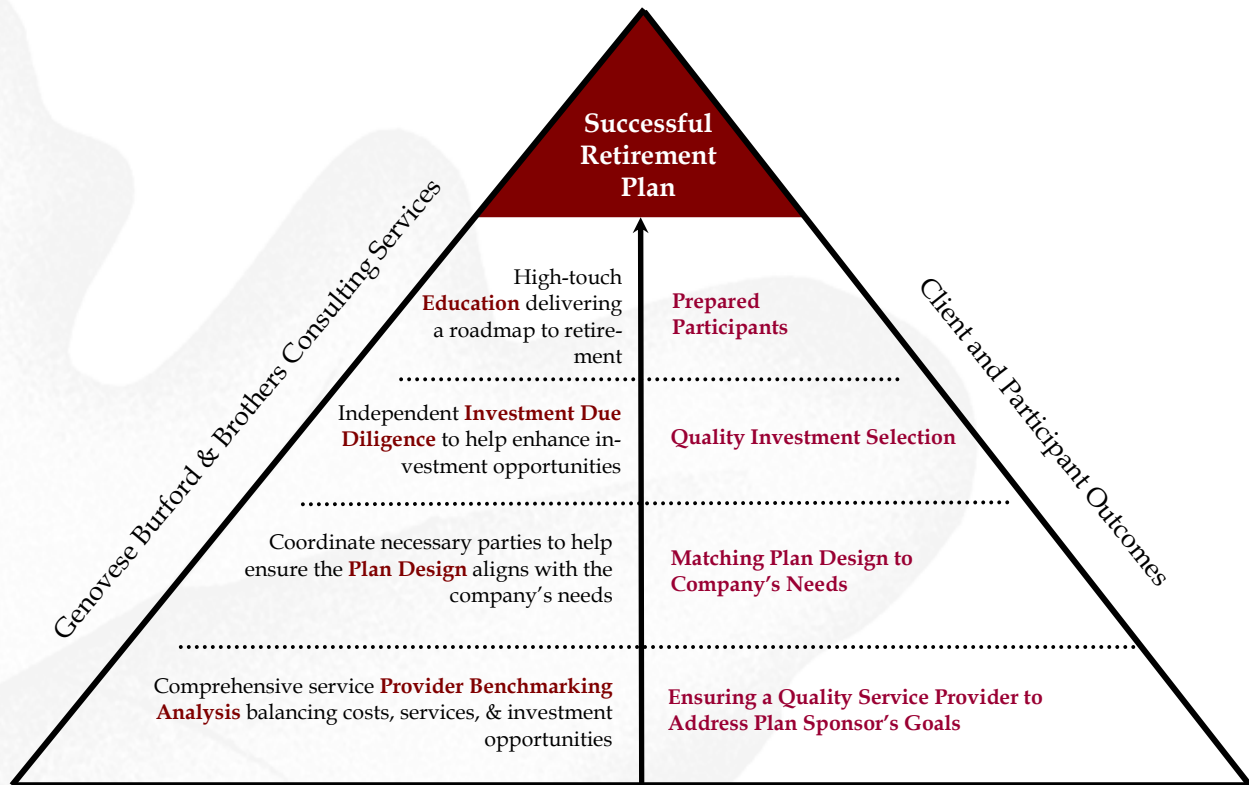 Successful
Retirement
Plan
Genovese Burford & Brothers Consulting Services
Client and Participant Outcomes
High-touch
Education delivering
a roadmap to retire-
ment
Prepared
Participants
Independent Investment Due
Diligence to help enhance in-
vestment opportunities
Quality Investment Selection
Coordinate necessary parties to help
ensure the Plan Design aligns with the
company’s needs
Matching Plan Design to
Company’s Needs
Comprehensive service Provider Benchmarking
Analysis balancing costs, services, & investment
opportunities
Ensuring a Quality Service Provider to
Address Plan Sponsor’s Goals